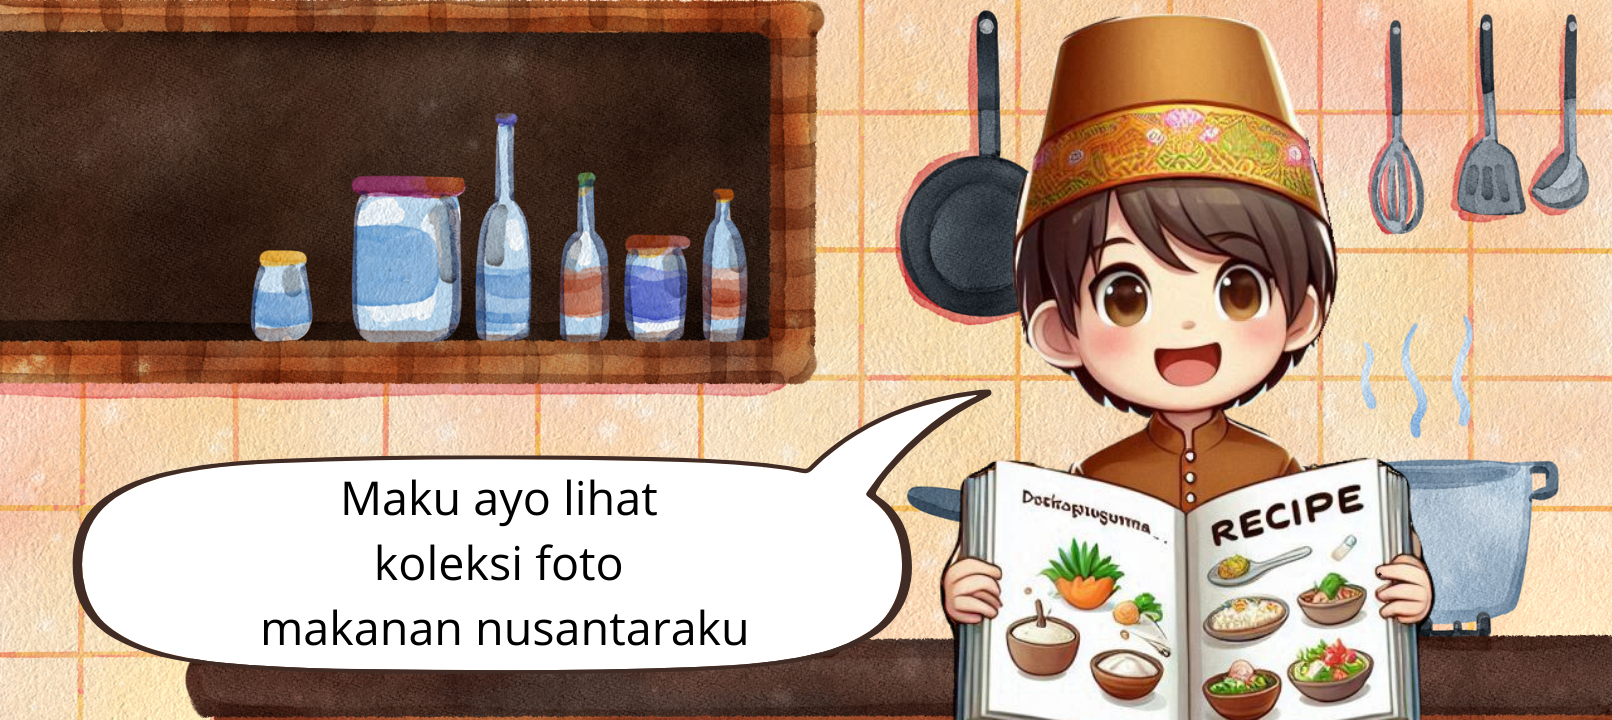 Maku ayo lihat
koleksi foto
makanan nusantaraku
RECIPE